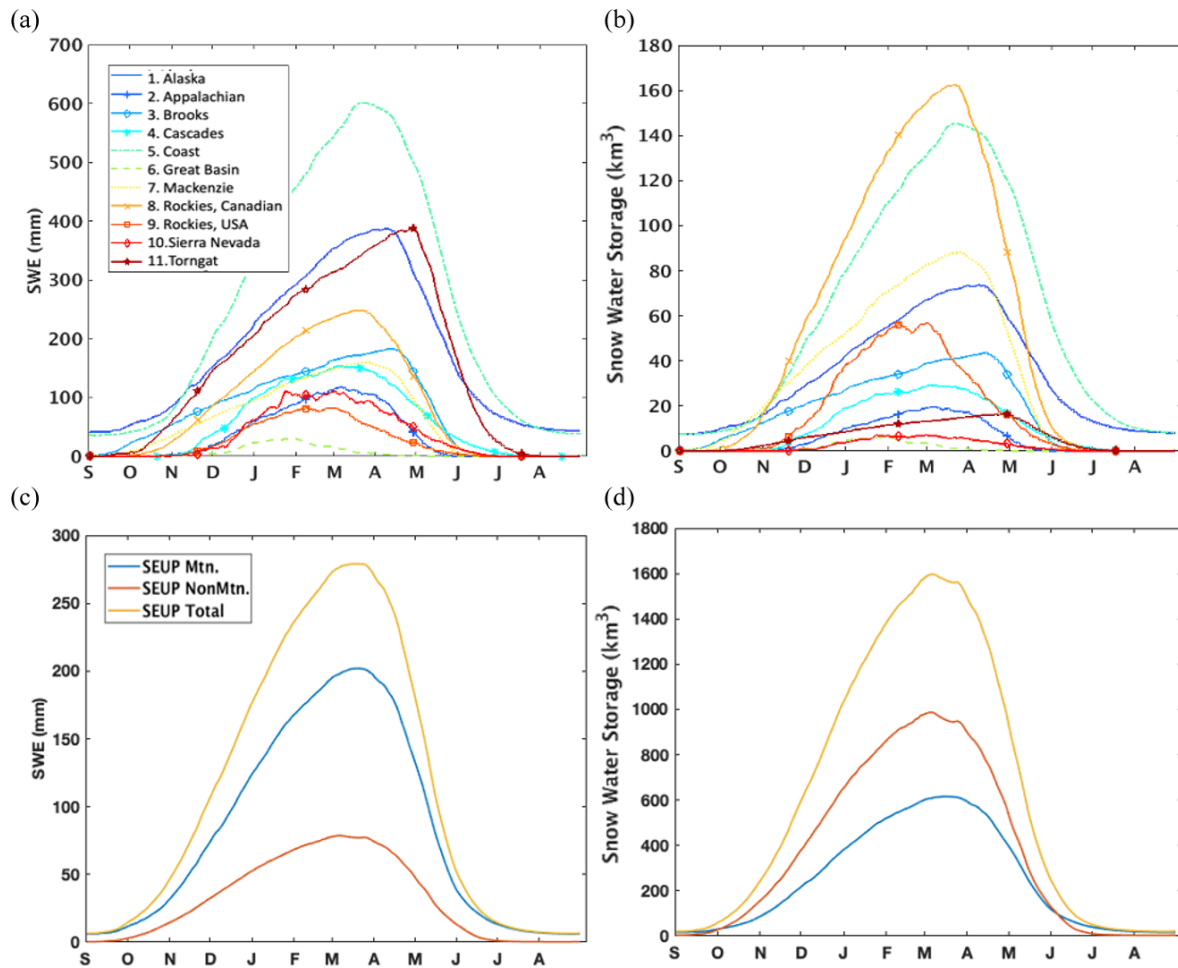 (a)
(b)
700
600
500
400
300
200
100
0
SWE (mm)
1. Alaska
2. Appalachian
3. Brooks
4. Cascades
5. Coast
6. Great Basin
7. Mackenzie
8. Rockies, Canadian
9. Rockies, USA
10.Sierra Nevada
11.Torngat
S O N D J F M A M J J A
180
160
140
120
100
80
60
40
20
0
Snow Water Storage (km³)
S O N D J F M A M J J A
(c)
(d)
300
250
200
150
100
50
0
SWE (mm)
SEUP Mtn.
SEUP NonMtn.
SEUP Total
S O N D J F M A M J J A
1800
1600
1400
1200
1000
800
600
400
200
0
Snow Water Storage (km³)
S O N D J F M A M J J A